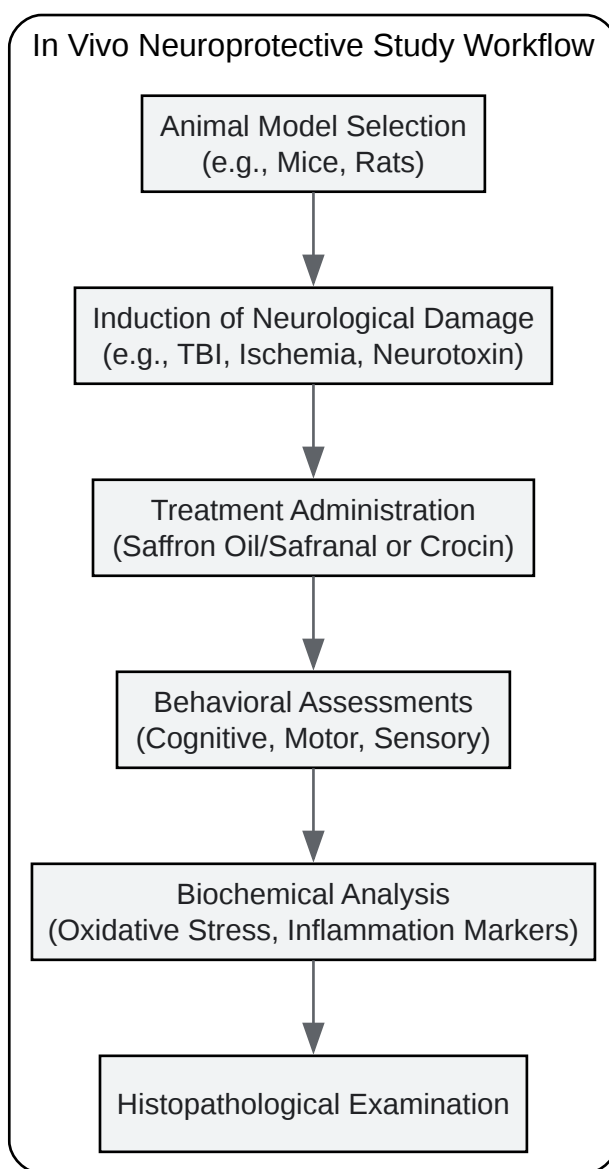 In Vivo Neuroprotective Study Workflow
Animal Model Selection
(e.g., Mice, Rats)
Induction of Neurological Damage
(e.g., TBI, Ischemia, Neurotoxin)
Treatment Administration
(Saffron Oil/Safranal or Crocin)
Behavioral Assessments
(Cognitive, Motor, Sensory)
Biochemical Analysis
(Oxidative Stress, Inflammation Markers)
Histopathological Examination